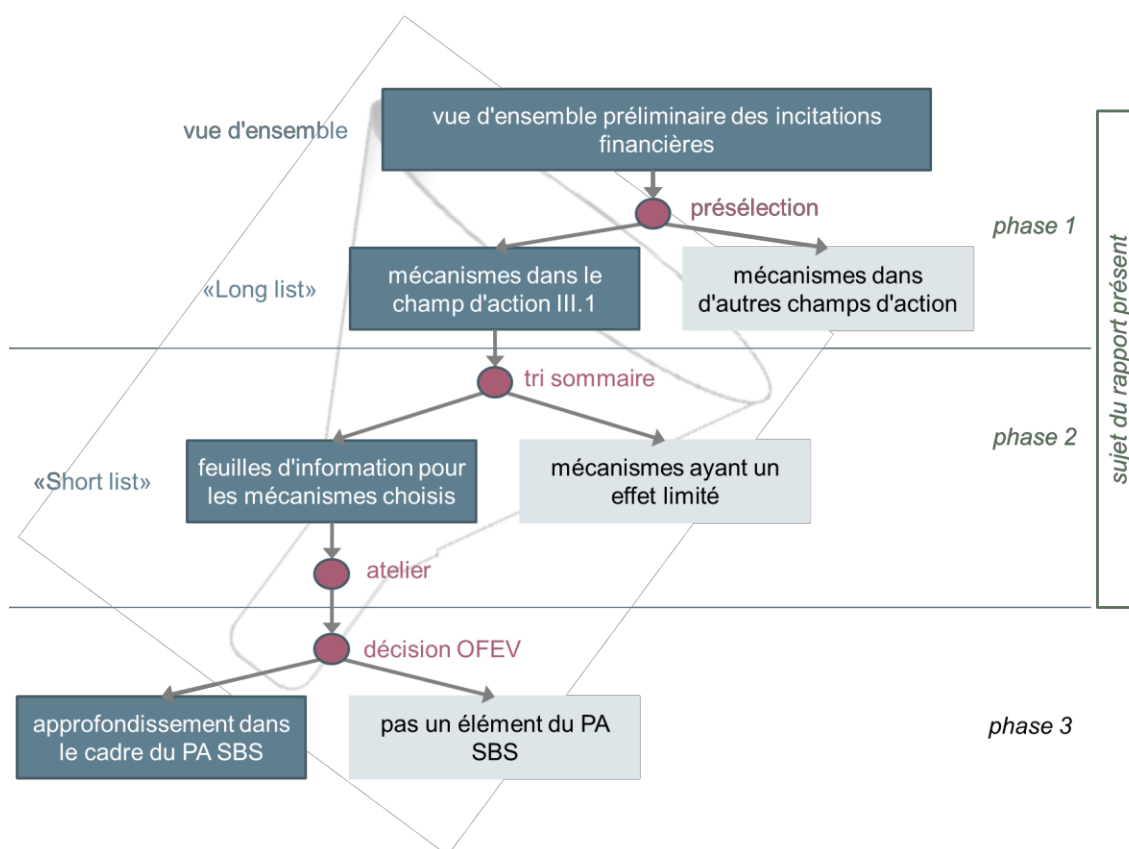 vue d'ensemble
vue d'ensemble préliminaire des incitations
financières
présélection
phase 1
«Long list»
mécanismes dans le
champ d'action III.1
mécanismes dans
d'autres champs d'action
sujet du rapport présent
tri sommaire
phase 2
«Short list»
feuilles d'information pour
les mécanismes choisis
mécanismes ayant un
effet limité
atelier
décision OFEV
approfondissement dans
le cadre du PA SBS
pas un élément du PA
SBS
phase 3